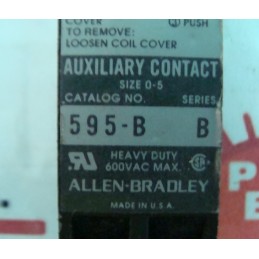 COVER PUSH
TO REMOVE:
LOOSEN COIL COVER
AUXILIARY CONTACT
SIZE 0-5
CATALOG NO. SERIES
595-B B
HEAVY DUTY
600VAC MAX.
ALLEN-BRADLEY
MADE IN U.S.A.